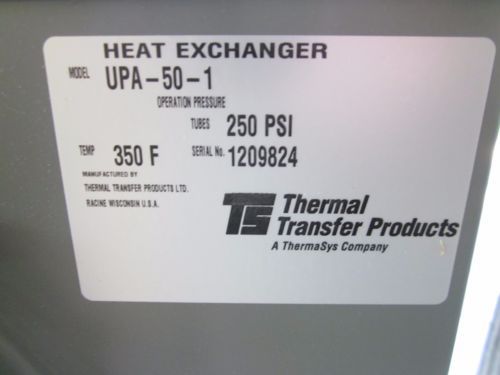 HEAT EXCHANGER
MODEL UPA-50-1
OPERATION PRESSURE
TUBES 250 PSI
TEMP 350 F SERIAL No. 1209824
MANUFACTURED BY
THERMAL TRANSFER PRODUCTS LTD.
RACINE WISCONSIN U.S.A.
Thermal
Transfer Products
A ThermaSys Company